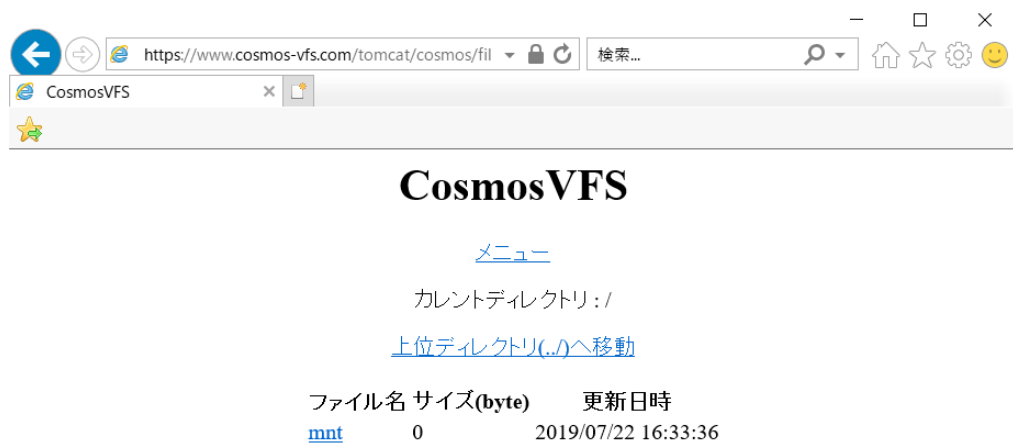 https://www.cosmos-vfs.com/tomcat/cosmos/fil 検索...
CosmosVFS
CosmosVFS
メニュー
カレントディレクトリ : /
上位ディレクトリ(../)へ移動
ファイル名 サイズ(byte) 更新日時
mnt 0 2019/07/22 16:33:36